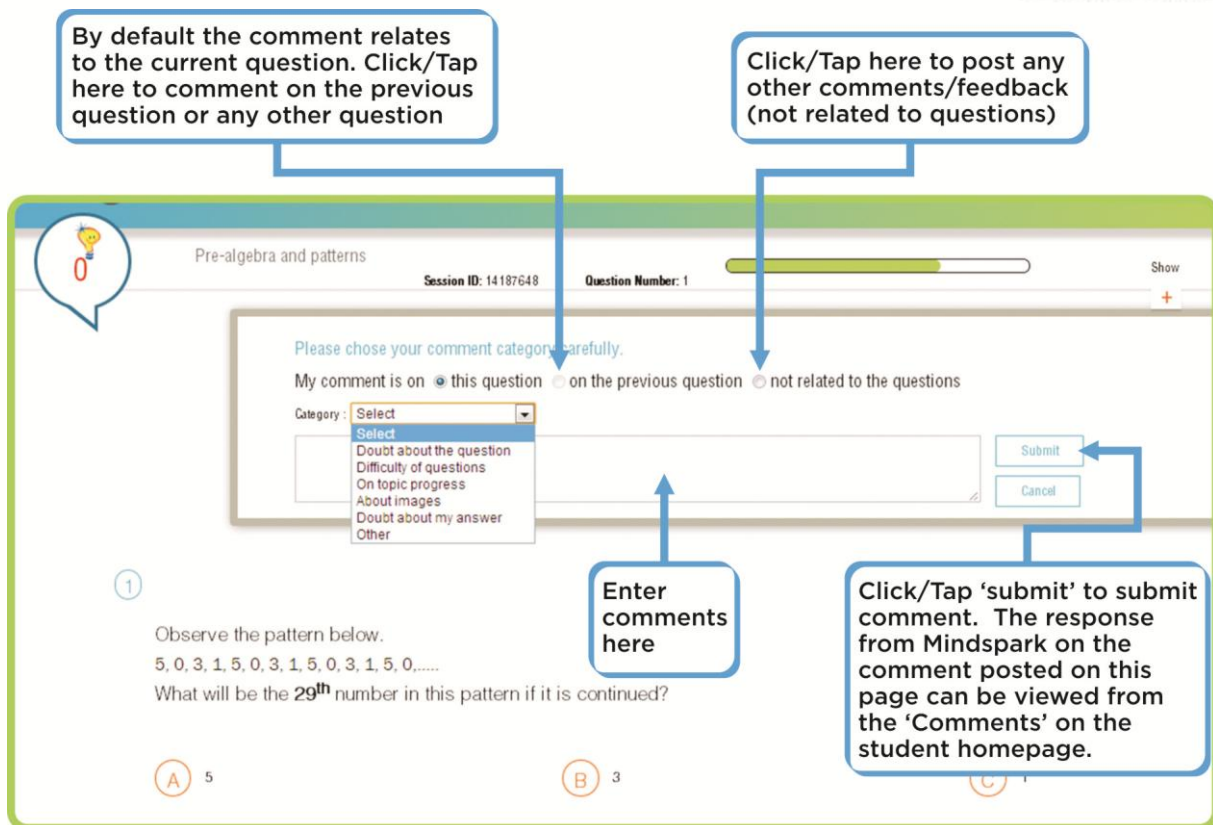 By default the comment relates
to the current question. Click/Tap
here to comment on the previous
question or any other question
Click/Tap here to post any
other comments/feedback
(not related to questions)
0
Pre-algebra and patterns
Session ID: 14187648
Question Number: 1
Show
+
Please chose your comment category carefully.
My comment is on this question on the previous question not related to the questions
Category : Select
Select
Doubt about the question
Difficulty of questions
On topic progress
About images
Doubt about my answer
Other
Submit
Cancel
Enter
comments
here
Click/Tap ‘submit’ to submit
comment. The response
from Mindspark on the
comment posted on this
page can be viewed from
the ‘Comments’ on the
student homepage.
1
Observe the pattern below.
5, 0, 3, 1, 5, 0, 3, 1, 5, 0, 3, 1, 5, 0,.....
What will be the 29th number in this pattern if it is continued?
A 5
B 3
C